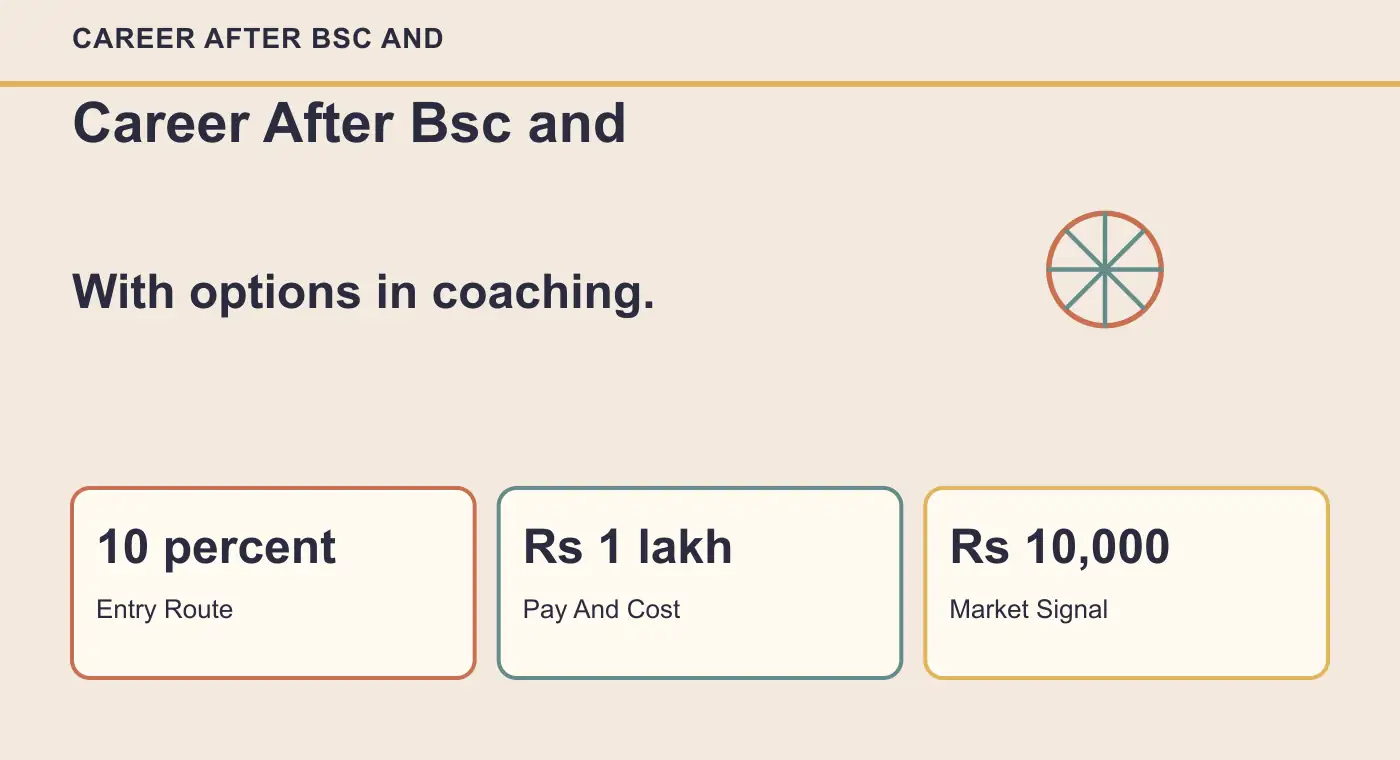 CAREER AFTER BSC AND
Career After Bsc and
With options in coaching.
10 percent
Entry Route
Rs 1 lakh
Pay And Cost
Rs 10,000
Market Signal